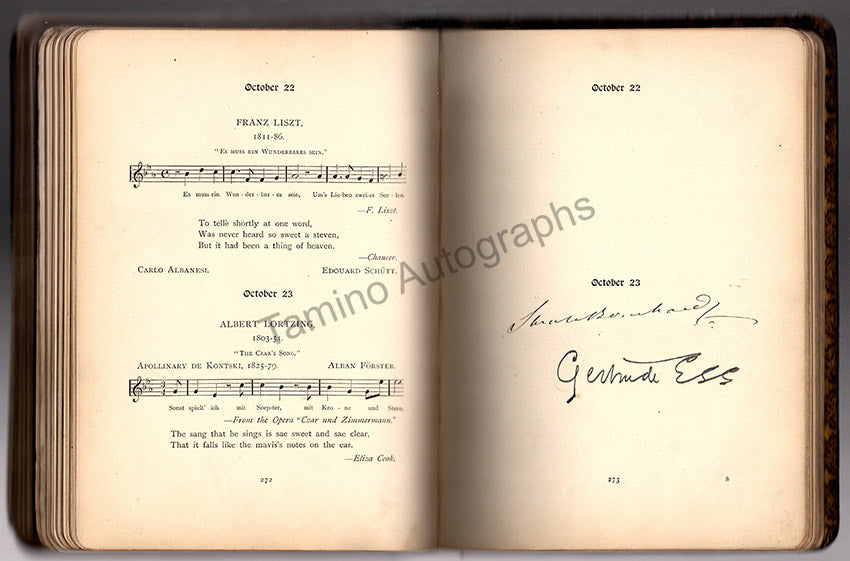 October 22
FRANZ LISZT,
1811-86.
"ES MUSS EIN WUNDERBARES SEIN."
Es muss ein Wun - der - bar - es sein, Um's Lie-ben zwei-er See - len.
—F. Liszt.
To tellè shortly at one word,
Was never heard so sweet a steven,
But it had been a thing of heaven.
—Chaucer.
CARLO ALBANESI. EDOUARD SCHÜTT.
October 23
ALBERT LORTZING,
1803-51.
"THE CZAR'S SONG."
APOLLINARY DE KONTSKI, 1825-79. ALBAN FÖRSTER.
Sonst spielt' ich mit Scep-ter, mit Kro - ne und Stern.
—From the Opera "Czar und Zimmermann."
The sang that he sings is sae sweet and sae clear,
That it falls like the mavis's notes on the ear.
—Eliza Cook.
272
October 22
October 23
Sarah Bernhardt
Gertrude Ess
273 S
Tamino Autographs